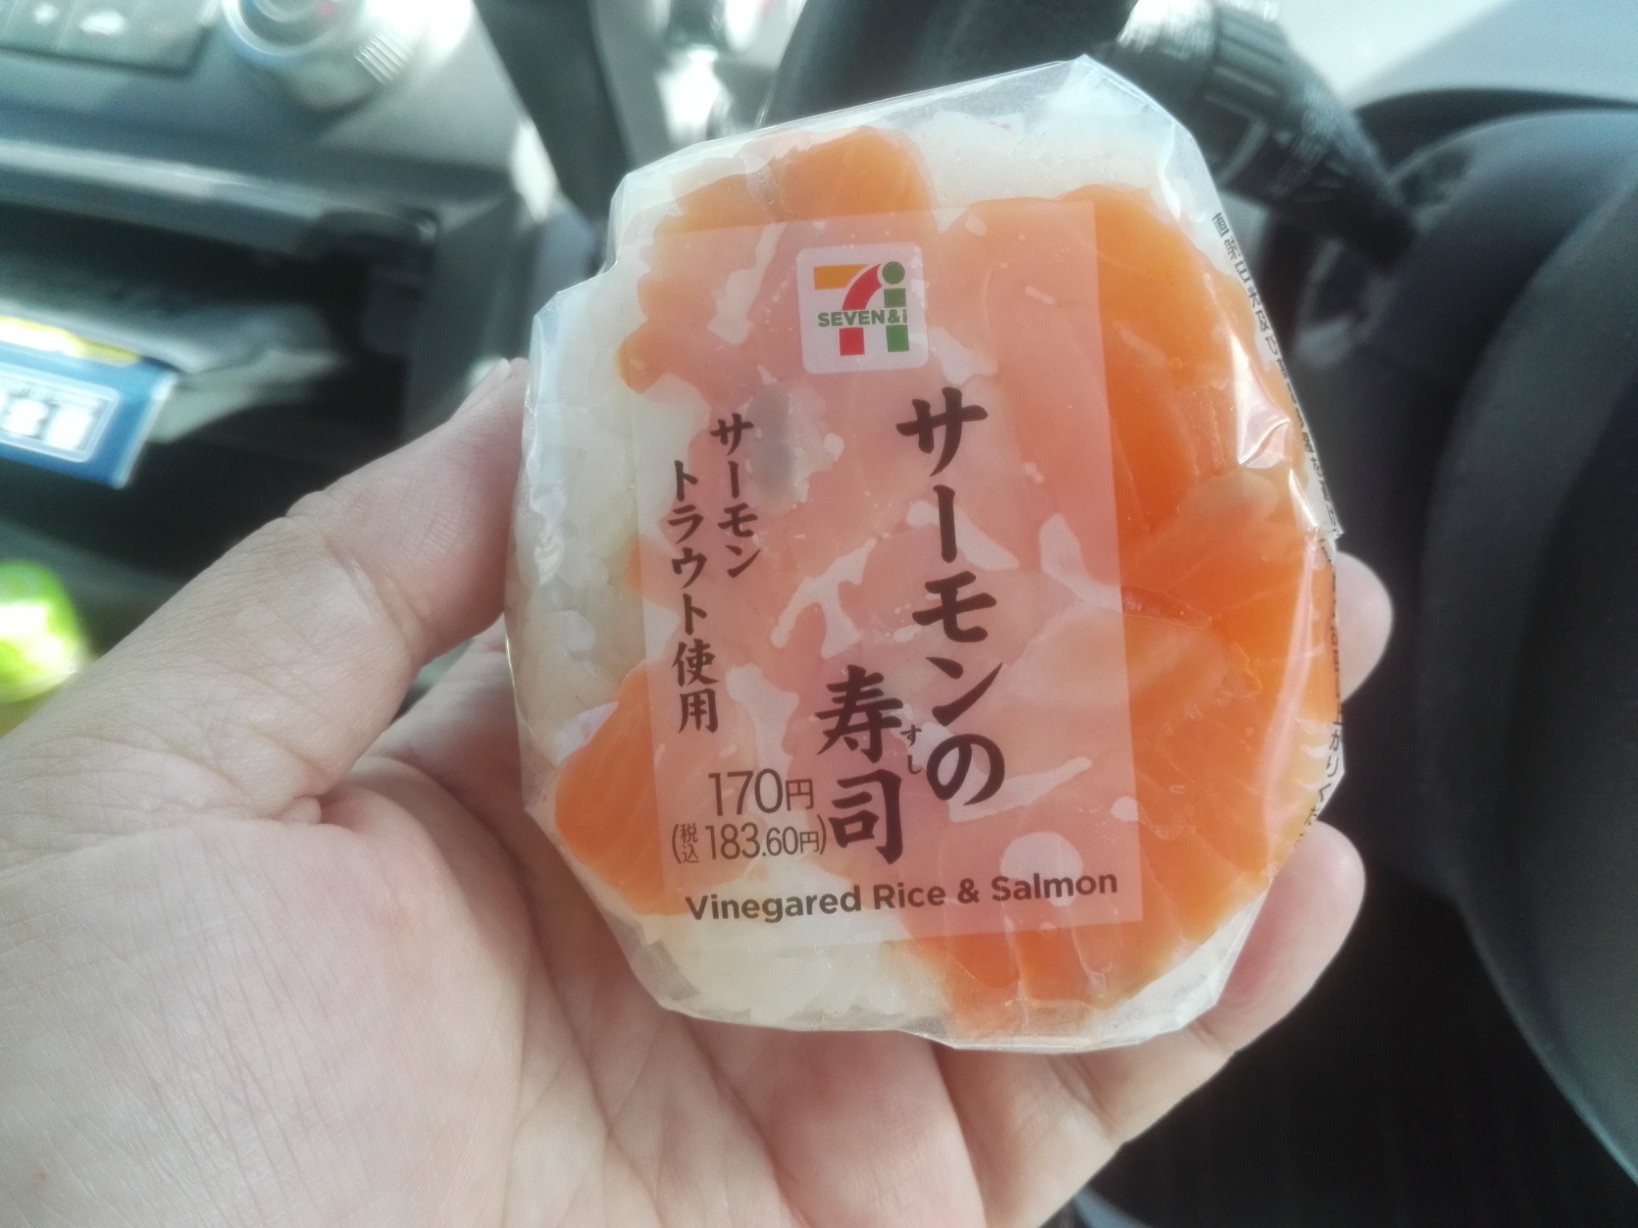 SEVEN&i
サーモンの
寿司
すし
サーモン
トラウト使用
170円
(税込183.60円)
Vinegared Rice & Salmon